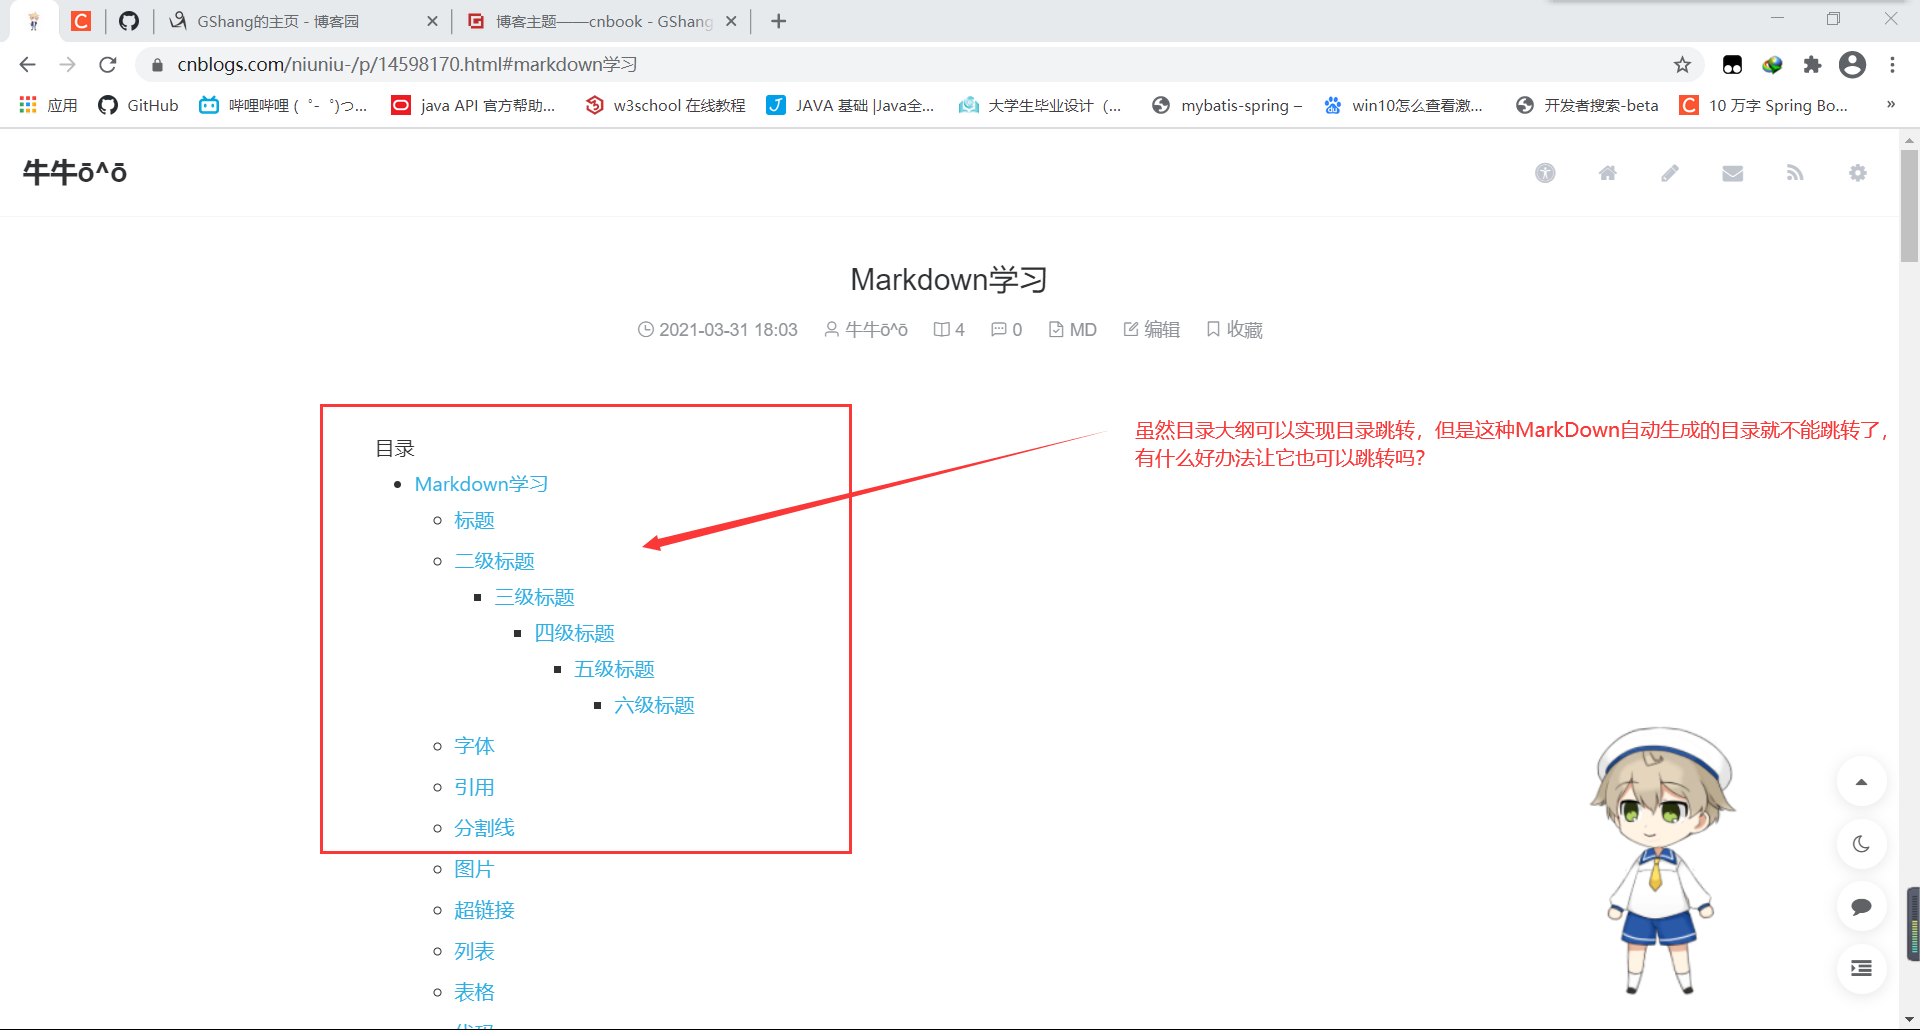 GShang的主页 - 博客园
博客主题——cnbook - GShang
cnblogs.com/niuniu-/p/14598170.html#markdown学习
应用 GitHub 哔哩哔哩 ( ゜- ゜)つ... java API 官方帮助... w3school 在线教程 JAVA 基础 |Java全... 大学生毕业设计（... mybatis-spring – win10怎么查看激... 开发者搜索-beta 10 万字 Spring Bo... »
牛牛ō^ō
Markdown学习
2021-03-31 18:03 牛牛ō^ō 4 0 MD 编辑 收藏
虽然目录大纲可以实现目录跳转，但是这种MarkDown自动生成的目录就不能跳转了，
有什么好办法让它也可以跳转吗？
目录
Markdown学习
标题
二级标题
三级标题
四级标题
五级标题
六级标题
字体
引用
分割线
图片
超链接
列表
表格